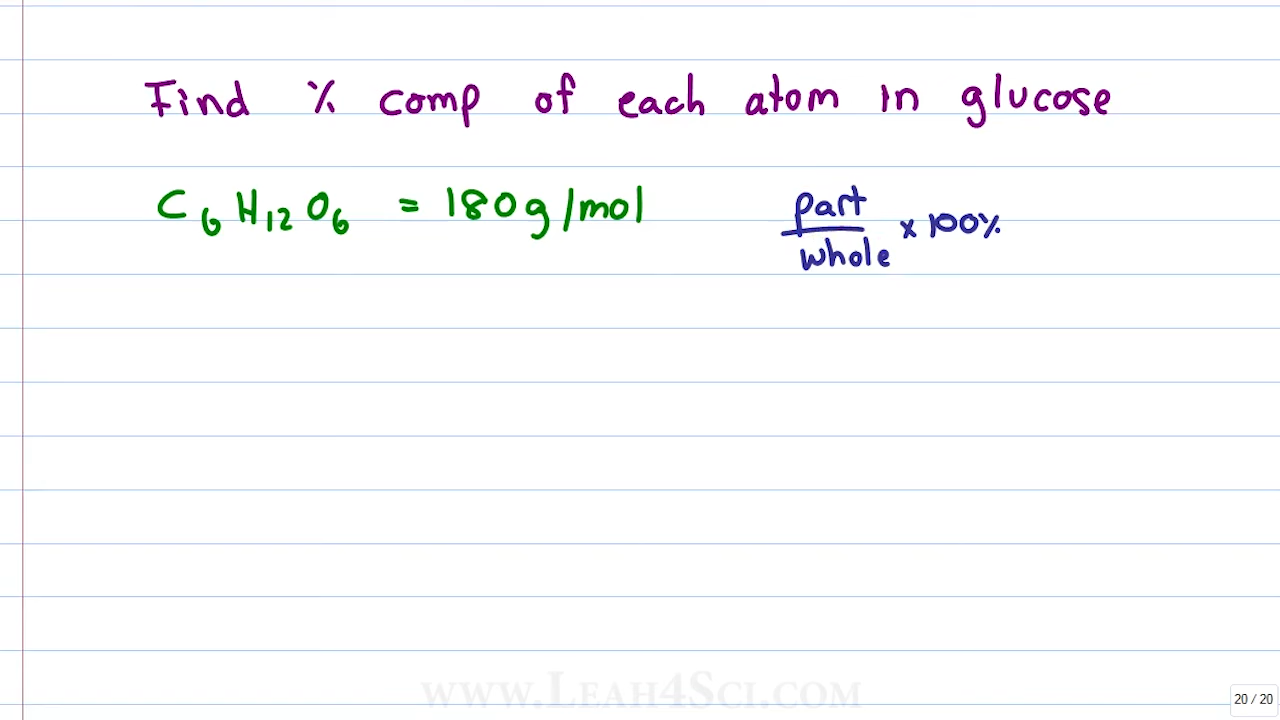 Find % comp of each atom in glucose
C₆H₁₂O₆ = 180g/mol
part
whole
x 100%
www.Leah4Sci.com
20 / 20